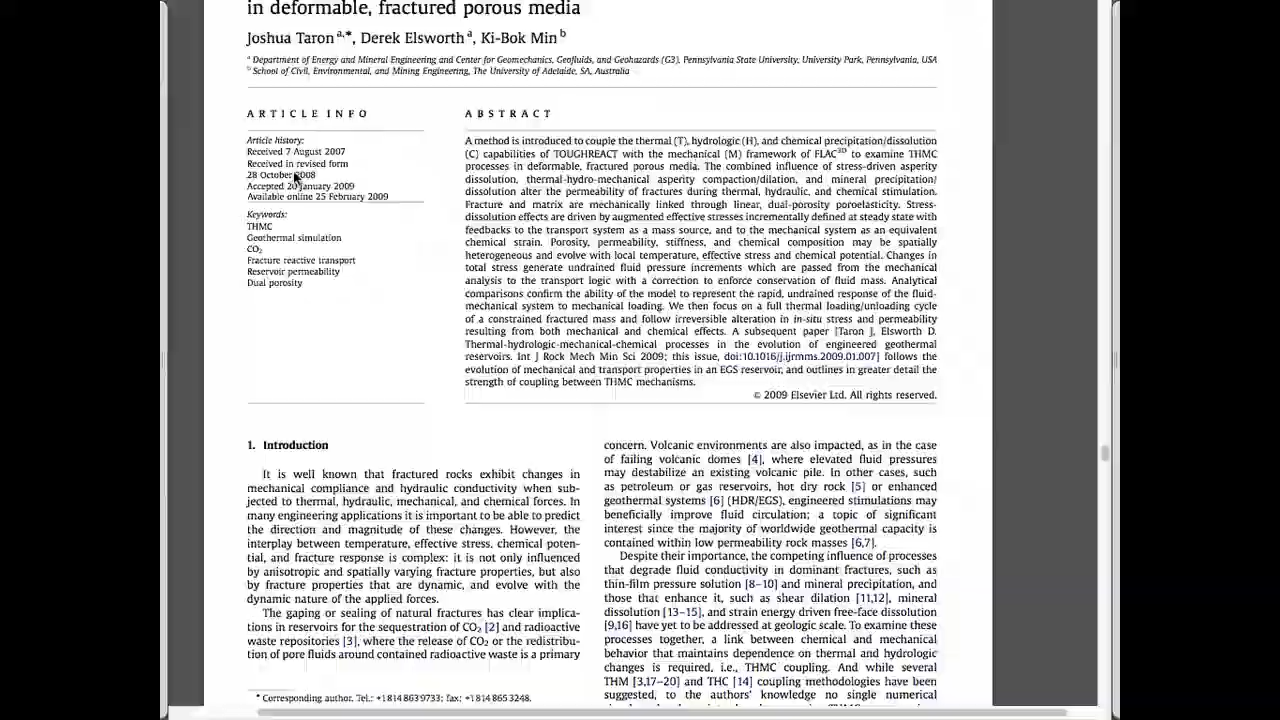 in deformable, fractured porous media
Joshua Taron a,*, Derek Elsworth a, Ki-Bok Min b
a Department of Energy and Mineral Engineering and Center for Geomechanics, Geofluids, and Geohazards (G3), Pennsylvania State University, University Park, Pennsylvania, USA
b School of Civil, Environmental, and Mining Engineering, The University of Adelaide, SA, Australia
ARTICLE INFO
Article history:
Received 7 August 2007
Received in revised form
28 October 2008
Accepted 20 January 2009
Available online 25 February 2009
Keywords:
THMC
Geothermal simulation
CO2
Fracture reactive transport
Reservoir permeability
Dual porosity
ABSTRACT
A method is introduced to couple the thermal (T), hydrologic (H), and chemical precipitation/dissolution
(C) capabilities of TOUGHREACT with the mechanical (M) framework of FLAC3D to examine THMC
processes in deformable, fractured porous media. The combined influence of stress-driven asperity
dissolution, thermal-hydro-mechanical asperity compaction/dilation, and mineral precipitation/
dissolution alter the permeability of fractures during thermal, hydraulic, and chemical stimulation.
Fracture and matrix are mechanically linked through linear, dual-porosity poroelasticity. Stress-
dissolution effects are driven by augmented effective stresses incrementally defined at steady state with
feedbacks to the transport system as a mass source, and to the mechanical system as an equivalent
chemical strain. Porosity, permeability, stiffness, and chemical composition may be spatially
heterogeneous and evolve with local temperature, effective stress and chemical potential. Changes in
total stress generate undrained fluid pressure increments which are passed from the mechanical
analysis to the transport logic with a correction to enforce conservation of fluid mass. Analytical
comparisons confirm the ability of the model to represent the rapid, undrained response of the fluid-
mechanical system to mechanical loading. We then focus on a full thermal loading/unloading cycle
of a constrained fractured mass and follow irreversible alteration in in-situ stress and permeability
resulting from both mechanical and chemical effects. A subsequent paper [Taron J, Elsworth D.
Thermal-hydrologic-mechanical-chemical processes in the evolution of engineered geothermal
reservoirs. Int J Rock Mech Min Sci 2009; this issue, doi:10.1016/j.ijrmms.2009.01.007] follows the
evolution of mechanical and transport properties in an EGS reservoir, and outlines in greater detail the
strength of coupling between THMC mechanisms.
© 2009 Elsevier Ltd. All rights reserved.
1. Introduction
It is well known that fractured rocks exhibit changes in
mechanical compliance and hydraulic conductivity when sub-
jected to thermal, hydraulic, mechanical, and chemical forces. In
many engineering applications it is important to be able to predict
the direction and magnitude of these changes. However, the
interplay between temperature, effective stress, chemical poten-
tial, and fracture response is complex: it is not only influenced
by anisotropic and spatially varying fracture properties, but also
by fracture properties that are dynamic, and evolve with the
dynamic nature of the applied forces.
The gaping or sealing of natural fractures has clear implica-
tions in reservoirs for the sequestration of CO2 [2] and radioactive
waste repositories [3], where the release of CO2 or the redistribu-
tion of pore fluids around contained radioactive waste is a primary
* Corresponding author. Tel.: +1 814 863 9733; fax: +1 814 865 3248.
concern. Volcanic environments are also impacted, as in the case
of failing volcanic domes [4], where elevated fluid pressures
may destabilize an existing volcanic pile. In other cases, such
as petroleum or gas reservoirs, hot dry rock [5] or enhanced
geothermal systems [6] (HDR/EGS), engineered stimulations may
beneficially improve fluid circulation; a topic of significant
interest since the majority of worldwide geothermal capacity is
contained within low permeability rock masses [6,7].
Despite their importance, the competing influence of processes
that degrade fluid conductivity in dominant fractures, such as
thin-film pressure solution [8–10] and mineral precipitation, and
those that enhance it, such as shear dilation [11,12], mineral
dissolution [13–15], and strain energy driven free-face dissolution
[9,16] have yet to be addressed at geologic scale. To examine these
processes together, a link between chemical and mechanical
behavior that maintains dependence on thermal and hydrologic
changes is required, i.e., THMC coupling. And while several
THM [3,17–20] and THC [14] coupling methodologies have been
suggested, to the authors' knowledge no single numerical